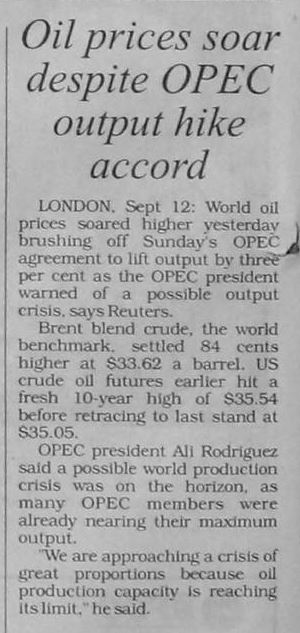 Oil prices soar
despite OPEC
output hike
accord
LONDON, Sept 12: World oil
prices soared higher yesterday
brushing off Sunday's OPEC
agreement to lift output by three
per cent as the OPEC president
warned of a possible output
crisis, says Reuters.
Brent blend crude, the world
benchmark, settled 84 cents
higher at $33.62 a barrel. US
crude oil futures earlier hit a
fresh 10-year high of $35.54
before retracing to last stand at
$35.05.
OPEC president Ali Rodriguez
said a possible world production
crisis was on the horizon, as
many OPEC members were
already nearing their maximum
output.
"We are approaching a crisis of
great proportions because oil
production capacity is reaching
its limit," he said.